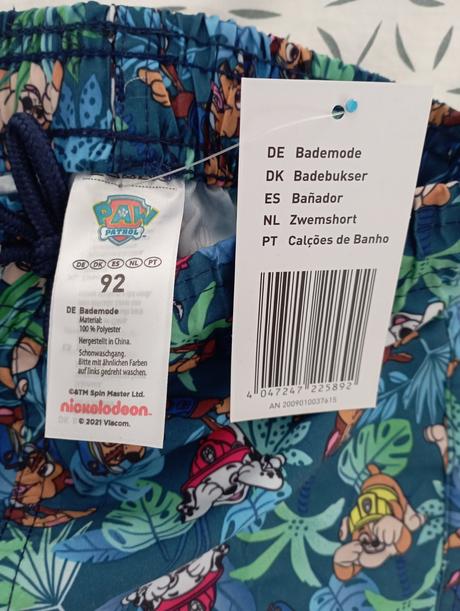 PAW
PATROL
DE DK ES NL PT
92
DE Bademode
Material:
100 % Polyester
Hergestellt in China.
Schonwaschgang.
Bitte mit ähnlichen Farben
auf links gedreht waschen.
©&TM Spin Master Ltd.
nickelodeon
© 2021 Viacom.
DE Bademode
DK Badebukser
ES Bañador
NL Zwemshort
PT Calções de Banho
4 047247 225892
AN 2009010037615